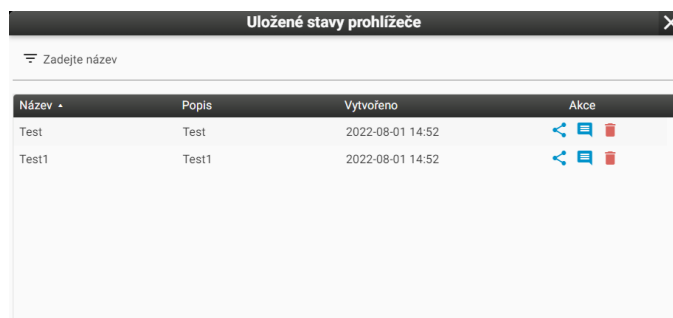 Uložené stavy prohlížeče
Zadejte název
Název Popis Vytvořeno Akce
Test Test 2022-08-01 14:52
Test1 Test1 2022-08-01 14:52